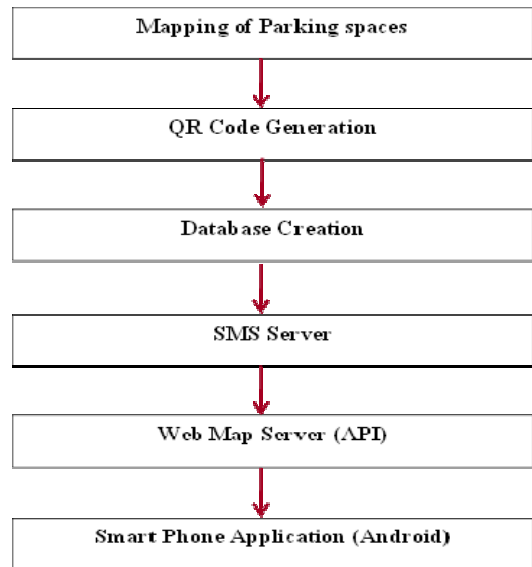 Mapping of Parking spaces
QR Code Generation
Database Creation
SMS Server
Web Map Server (API)
Smart Phone Application (Android)